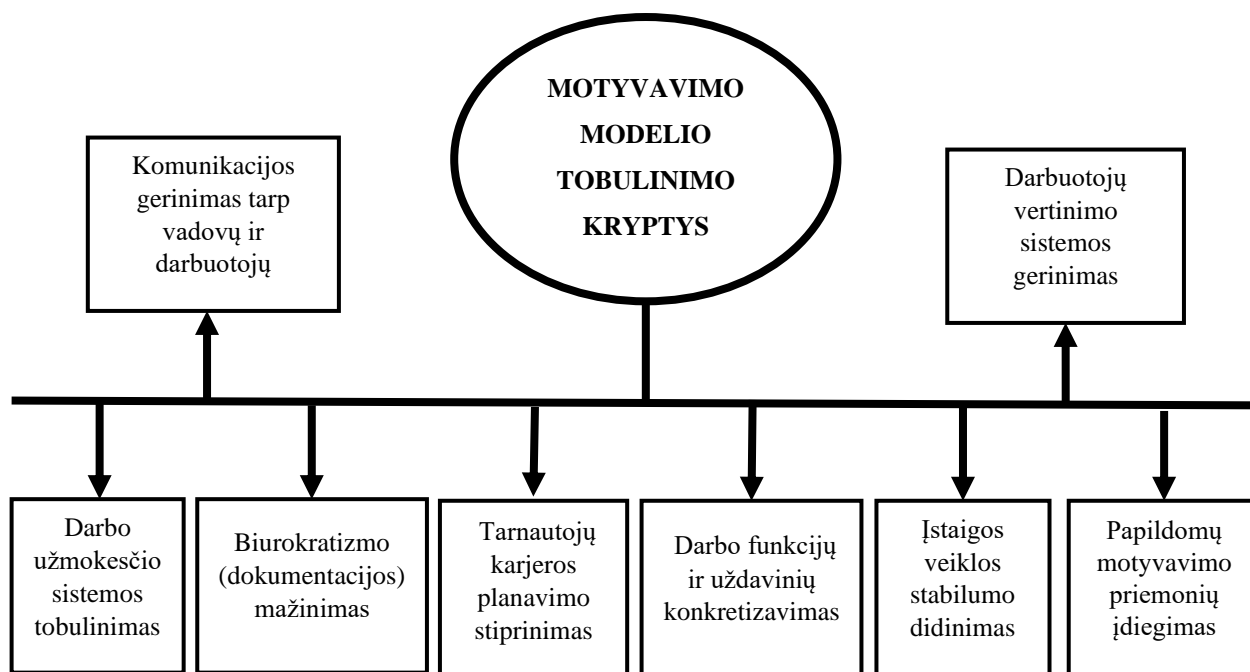 MOTYVAVIMO
MODELIO
TOBULINIMO
KRYPTYS
Komunikacijos
gerinimas tarp
vadovų ir
darbuotojų
Darbuotojų
vertinimo
sistemos
gerinimas
Darbo
užmokesčio
sistemos
tobulinimas
Biurokratizmo
(dokumentacijos)
mažinimas
Tarnautojų
karjeros
planavimo
stiprinimas
Darbo funkcijų
ir uždavinių
konkretizavimas
Įstaigos
veiklos
stabilumo
didinimas
Papildomų
motyvavimo
priemonių
įdiegimas